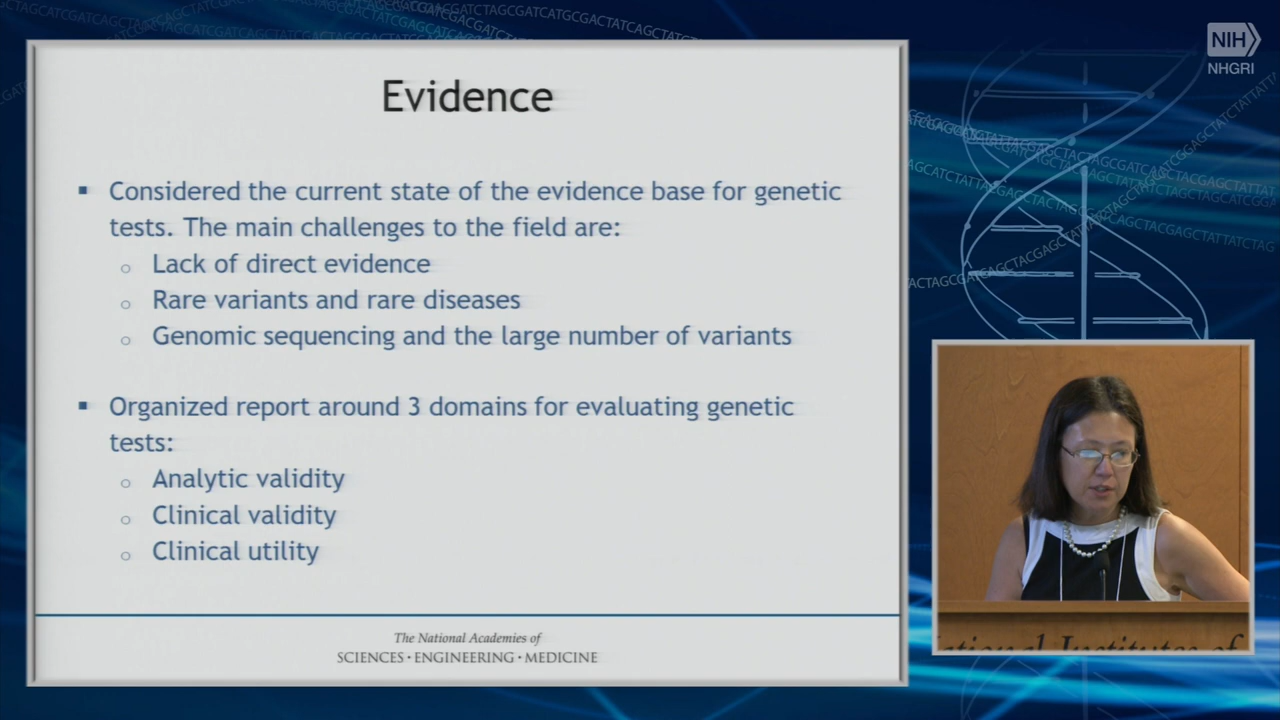 NIH
NHGRI
Evidence
▪ Considered the current state of the evidence base for genetic
tests. The main challenges to the field are:
o Lack of direct evidence
o Rare variants and rare diseases
o Genomic sequencing and the large number of variants
▪ Organized report around 3 domains for evaluating genetic
tests:
o Analytic validity
o Clinical validity
o Clinical utility
The National Academies of
SCIENCES · ENGINEERING · MEDICINE
Institutes of